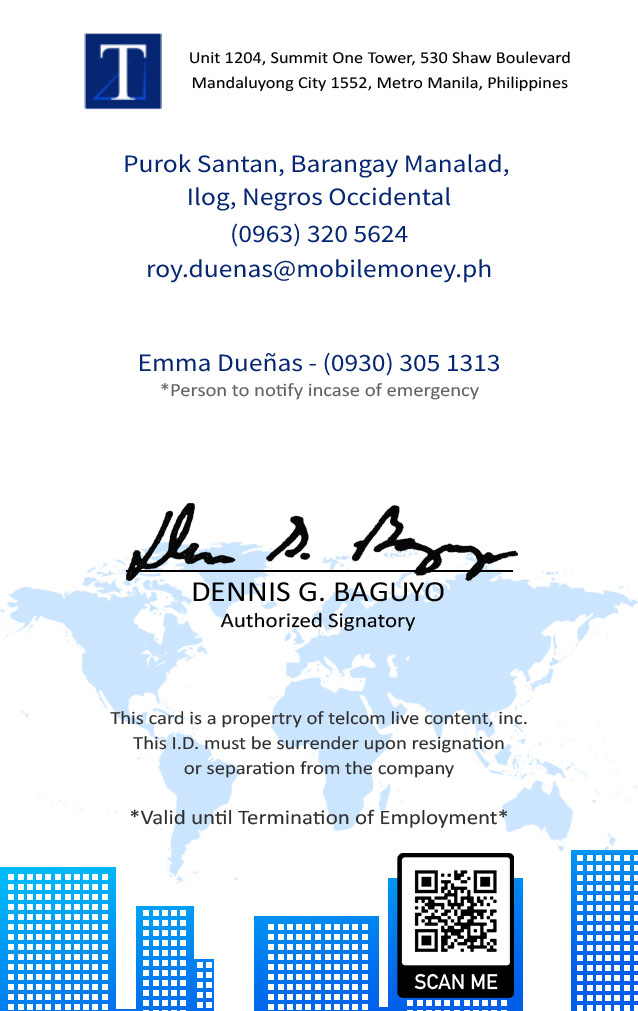 T
Unit 1204, Summit One Tower, 530 Shaw Boulevard
Mandaluyong City 1552, Metro Manila, Philippines
Purok Santan, Barangay Manalad,
Ilog, Negros Occidental
(0963) 320 5624
roy.duenas@mobilemoney.ph
Emma Dueñas - (0930) 305 1313
*Person to notify incase of emergency
DENNIS G. BAGUYO
Authorized Signatory
This card is a propertry of telcom live content, inc.
This I.D. must be surrender upon resignation
or separation from the company
*Valid until Termination of Employment*
SCAN ME